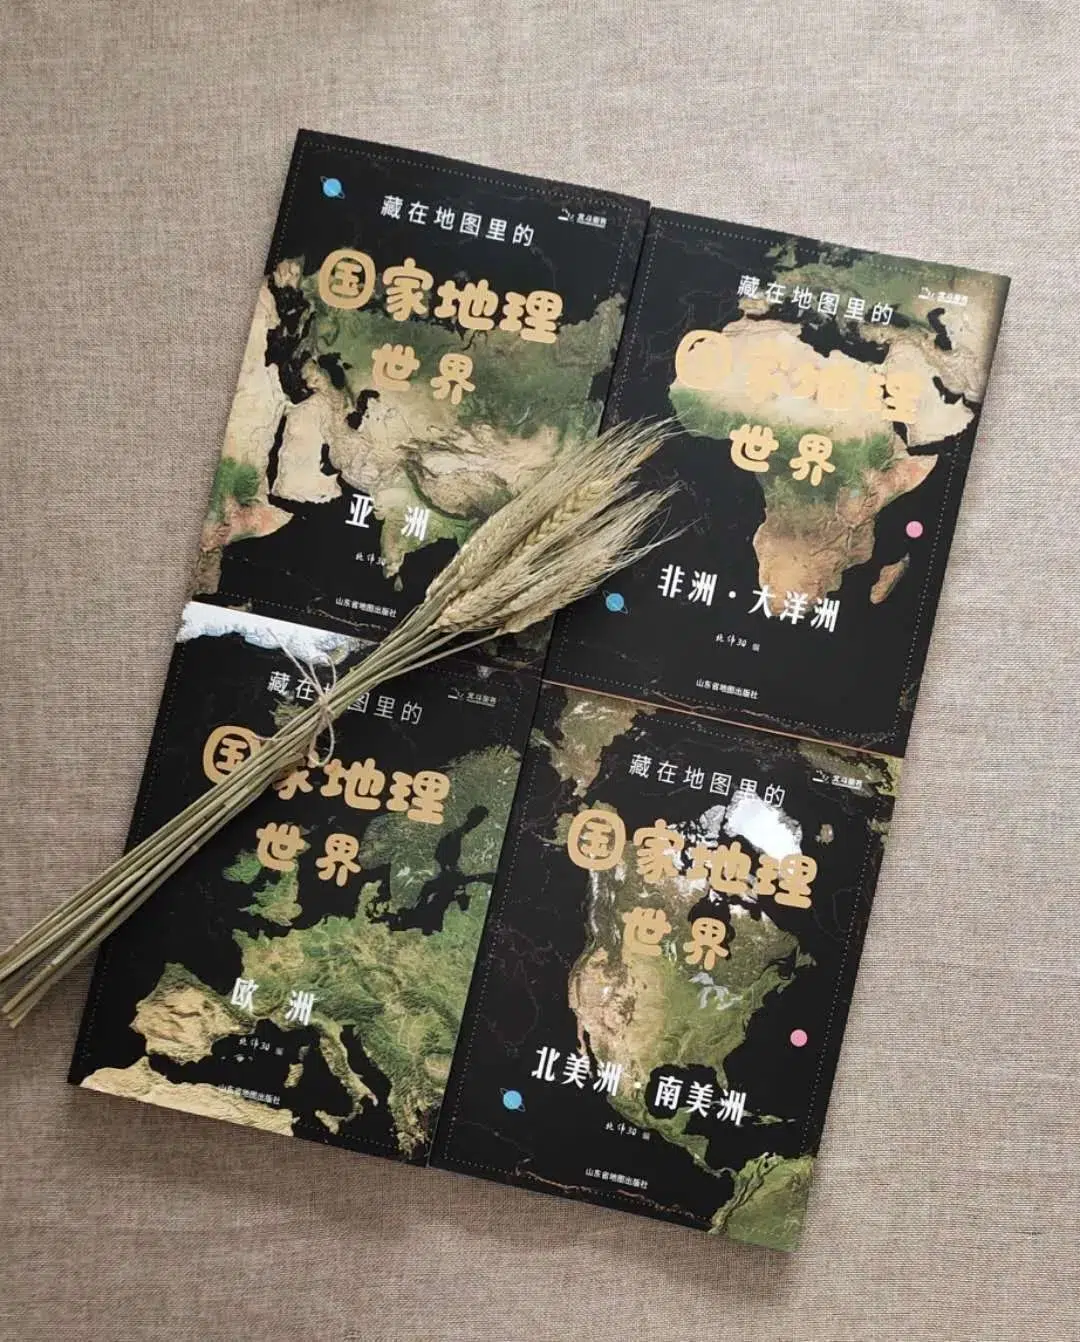 藏在地图里的
国家地理
世界
亚洲
北纬30
山东省地图出版社
藏在地图里的
国家地理
世界
非洲·大洋洲
北纬30 编
山东省地图出版社
藏在地图里的
国家地理
世界
欧洲
北纬30 编
山东省地图出版社
藏在地图里的
国家地理
世界
北美洲·南美洲
北纬30 编
山东省地图出版社